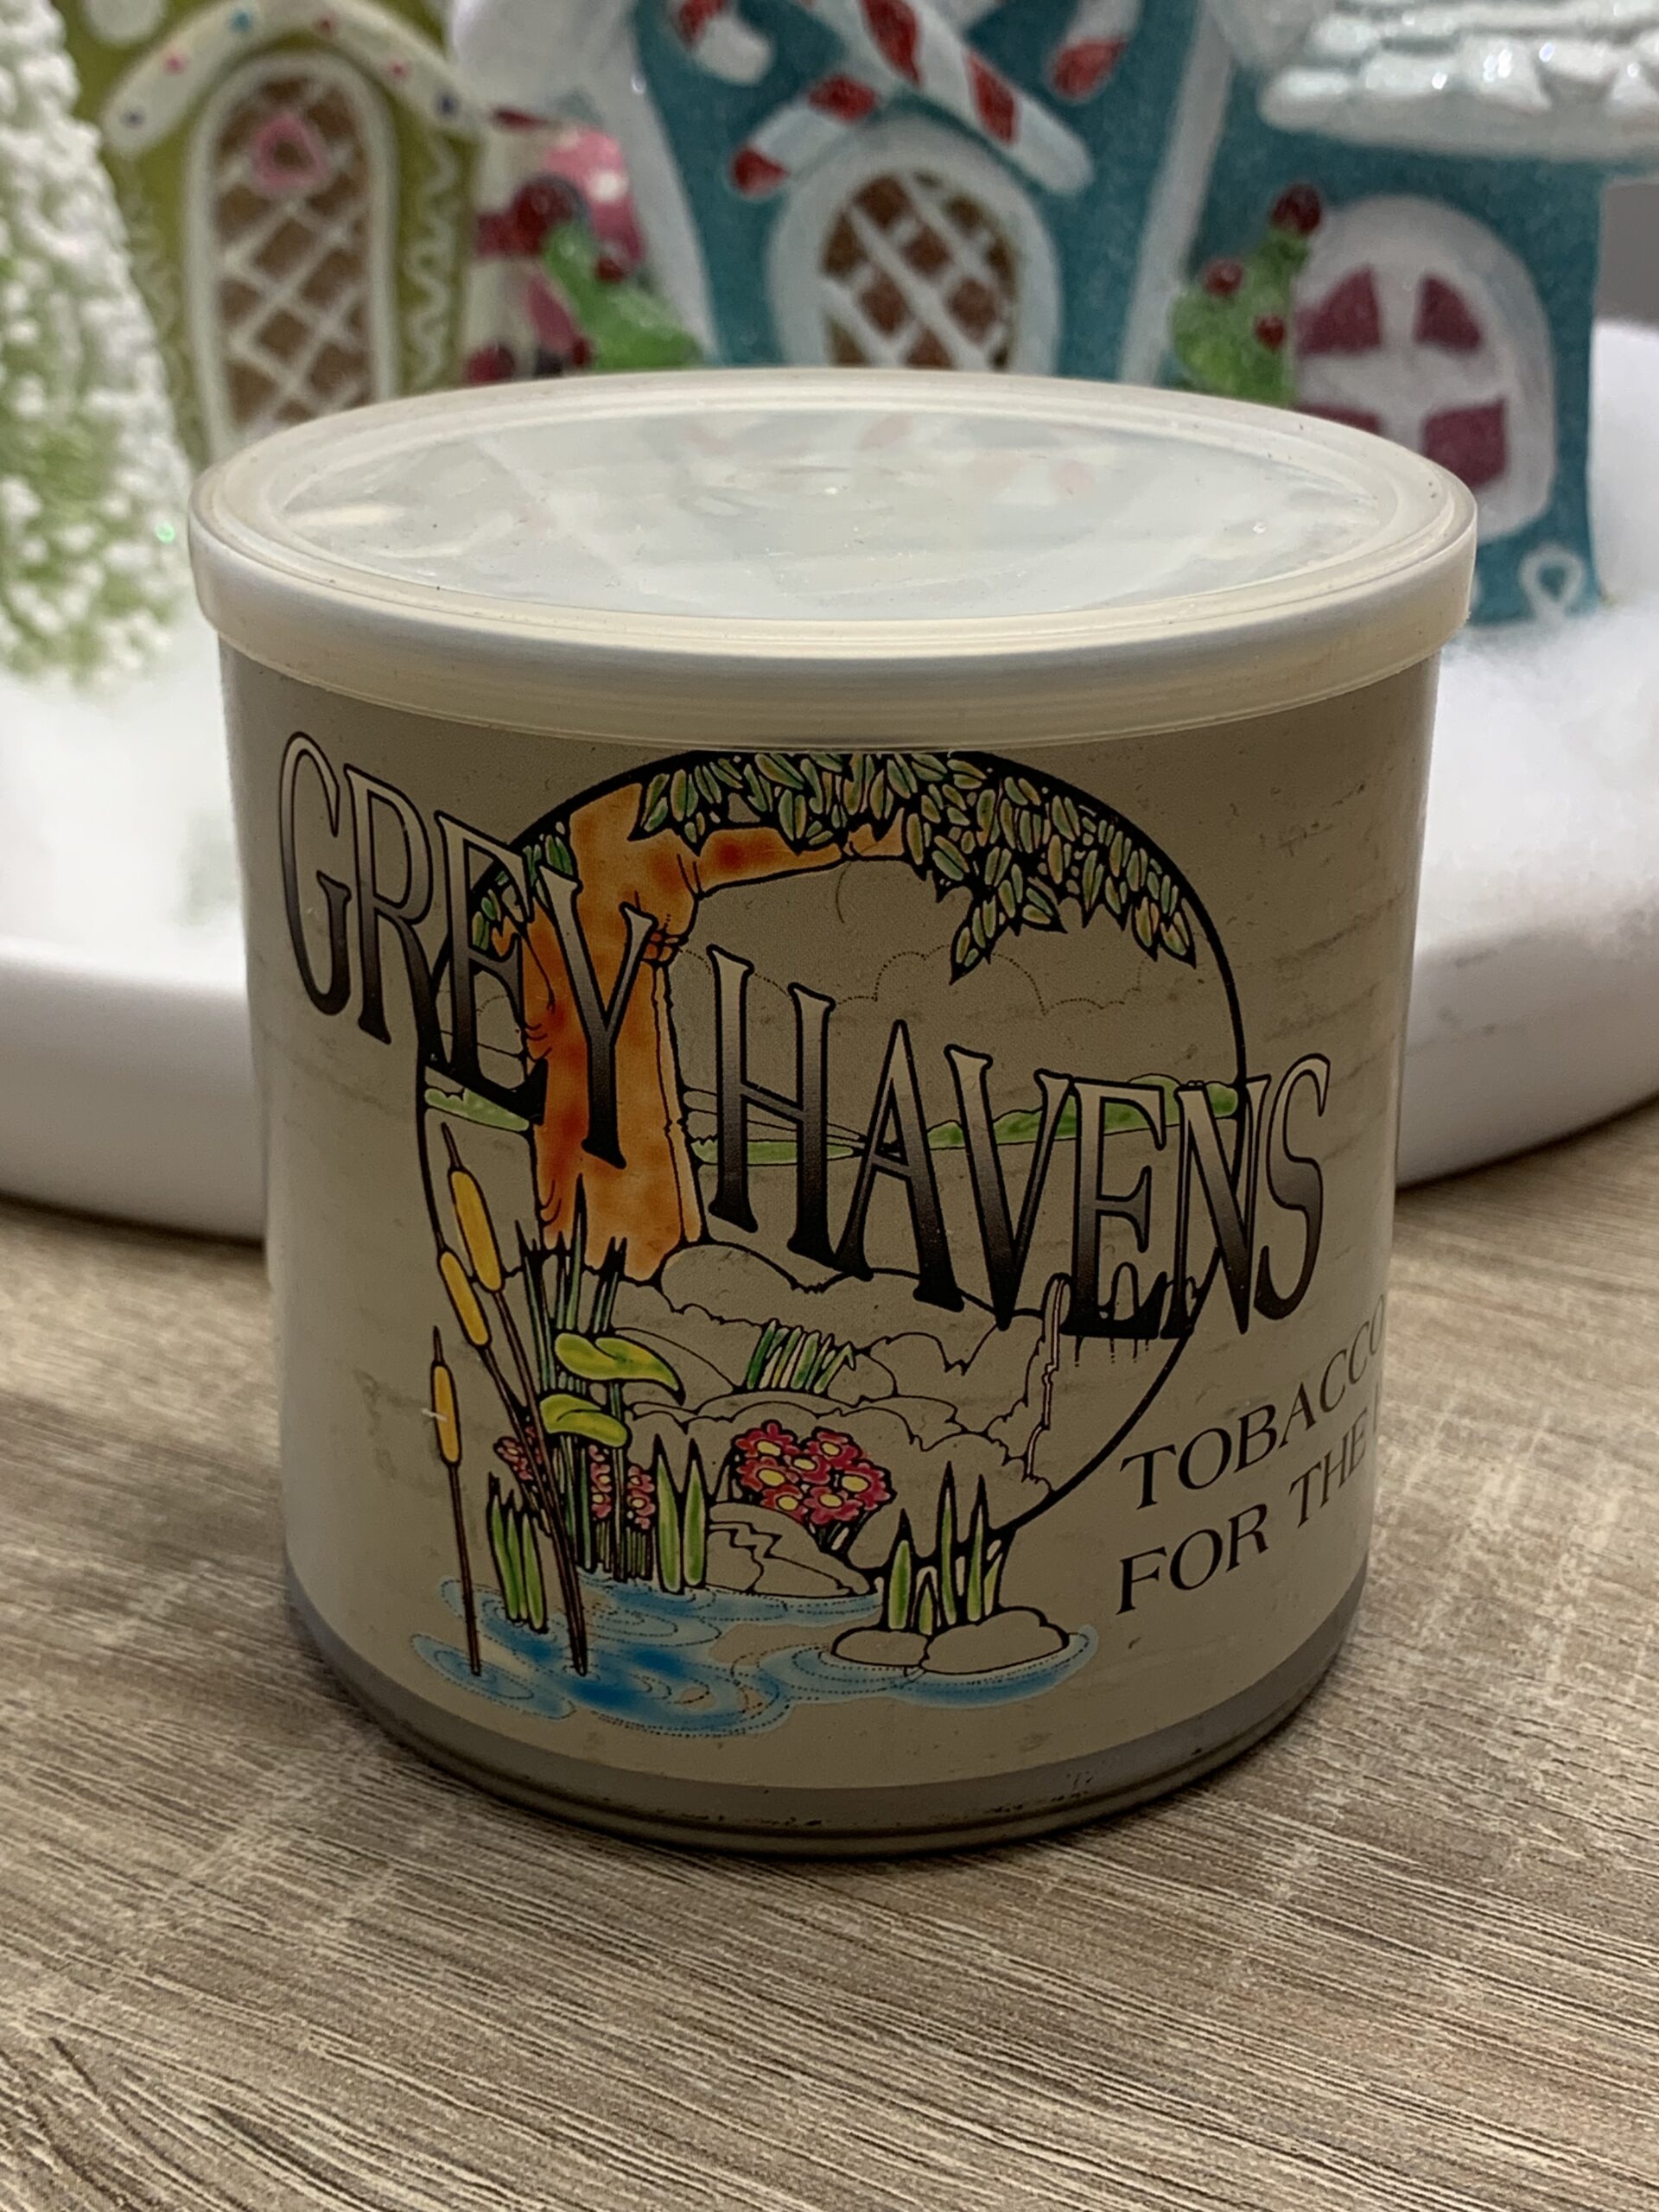 GREY HAVENS
TOBACCO
FOR THE